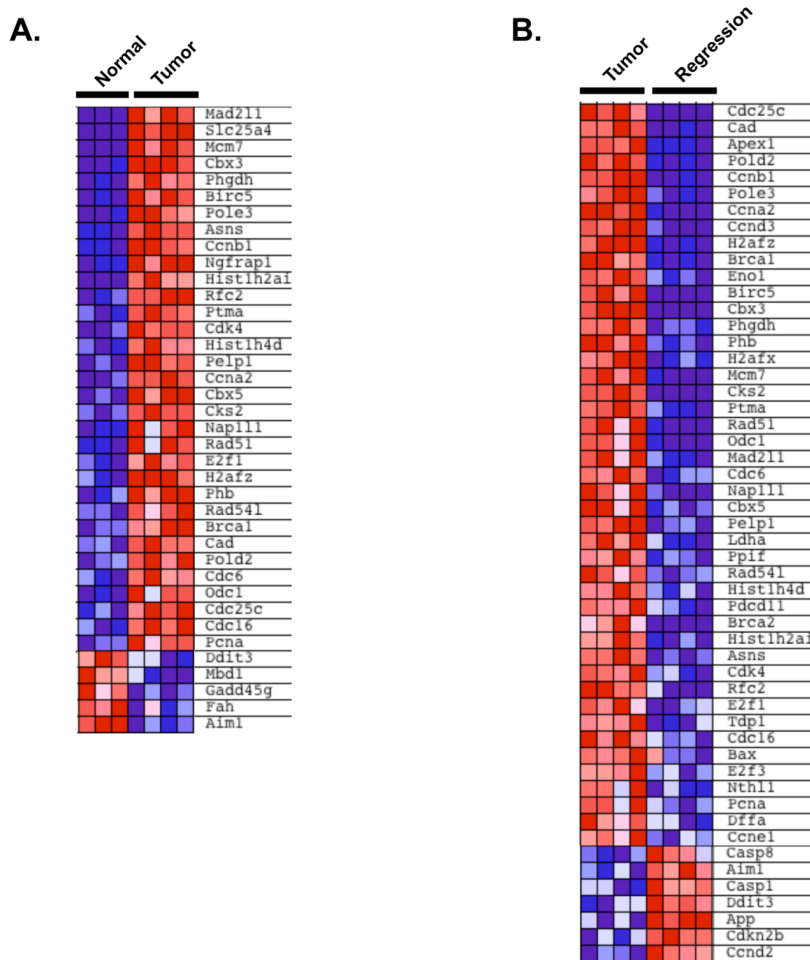 A.
Normal
Tumor
Mad2l1
Slc25a4
Mcm7
Cbx3
Phgdh
Birc5
Pole3
Asns
Ccnb1
Ngfrap1
Hist1h2ai
Rfc2
Ptma
Cdk4
Hist1h4d
Pelp1
Ccna2
Cbx5
Cks2
Nap1l1
Rad51
E2f1
H2afz
Phb
Rad54l
Brca1
Cad
Pold2
Cdc6
Odc1
Cdc25c
Cdc16
Pcna
Ddit3
Mbd1
Gadd45g
Fah
Aim1
B.
Tumor
Regression
Cdc25c
Cad
Apex1
Pold2
Ccnb1
Pole3
Ccna2
Ccnd3
H2afz
Brca1
Eno1
Birc5
Cbx3
Phgdh
Phb
H2afx
Mcm7
Cks2
Ptma
Rad51
Odc1
Mad2l1
Cdc6
Nap1l1
Cbx5
Pelp1
Ldha
Ppif
Rad54l
Hist1h4d
Pdcd11
Brca2
Hist1h2ai
Asns
Cdk4
Rfc2
E2f1
Tdp1
Cdc16
Bax
E2f3
Nthl1
Pcna
Dffa
Ccne1
Casp8
Aim1
Casp1
Ddit3
App
Cdkn2b
Ccnd2